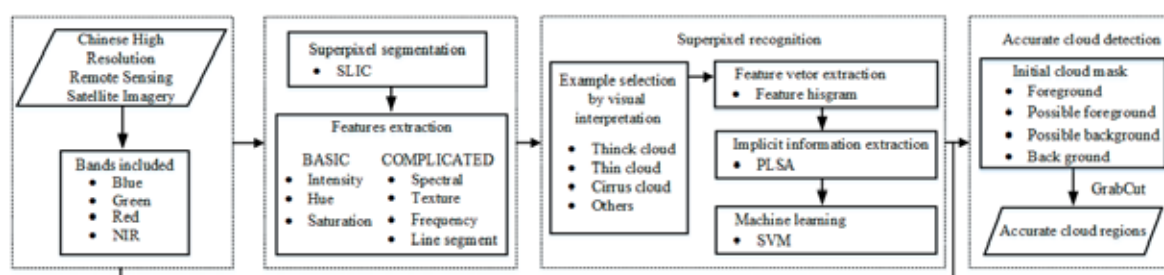 Chinese High
Resolution
Remote Sensing
Satellite Imagery
Bands included
• Blue
• Green
• Red
• NIR
Superpixel segmentation
• SLIC
Features extraction
BASIC
• Intensity
• Hue
• Saturation
COMPLICATED
• Spectral
• Texture
• Frequency
• Line segment
Superpixel recognition
Example selection
by visual
interpretation
• Thinck cloud
• Thin cloud
• Cirrus cloud
• Others
Feature vetor extraction
• Feature hisgram
Implicit information extraction
• PLSA
Machine learning
• SVM
Accurate cloud detection
Initial cloud mask
• Foreground
• Possible foreground
• Possible background
• Back ground
GrabCut
Accurate cloud regions